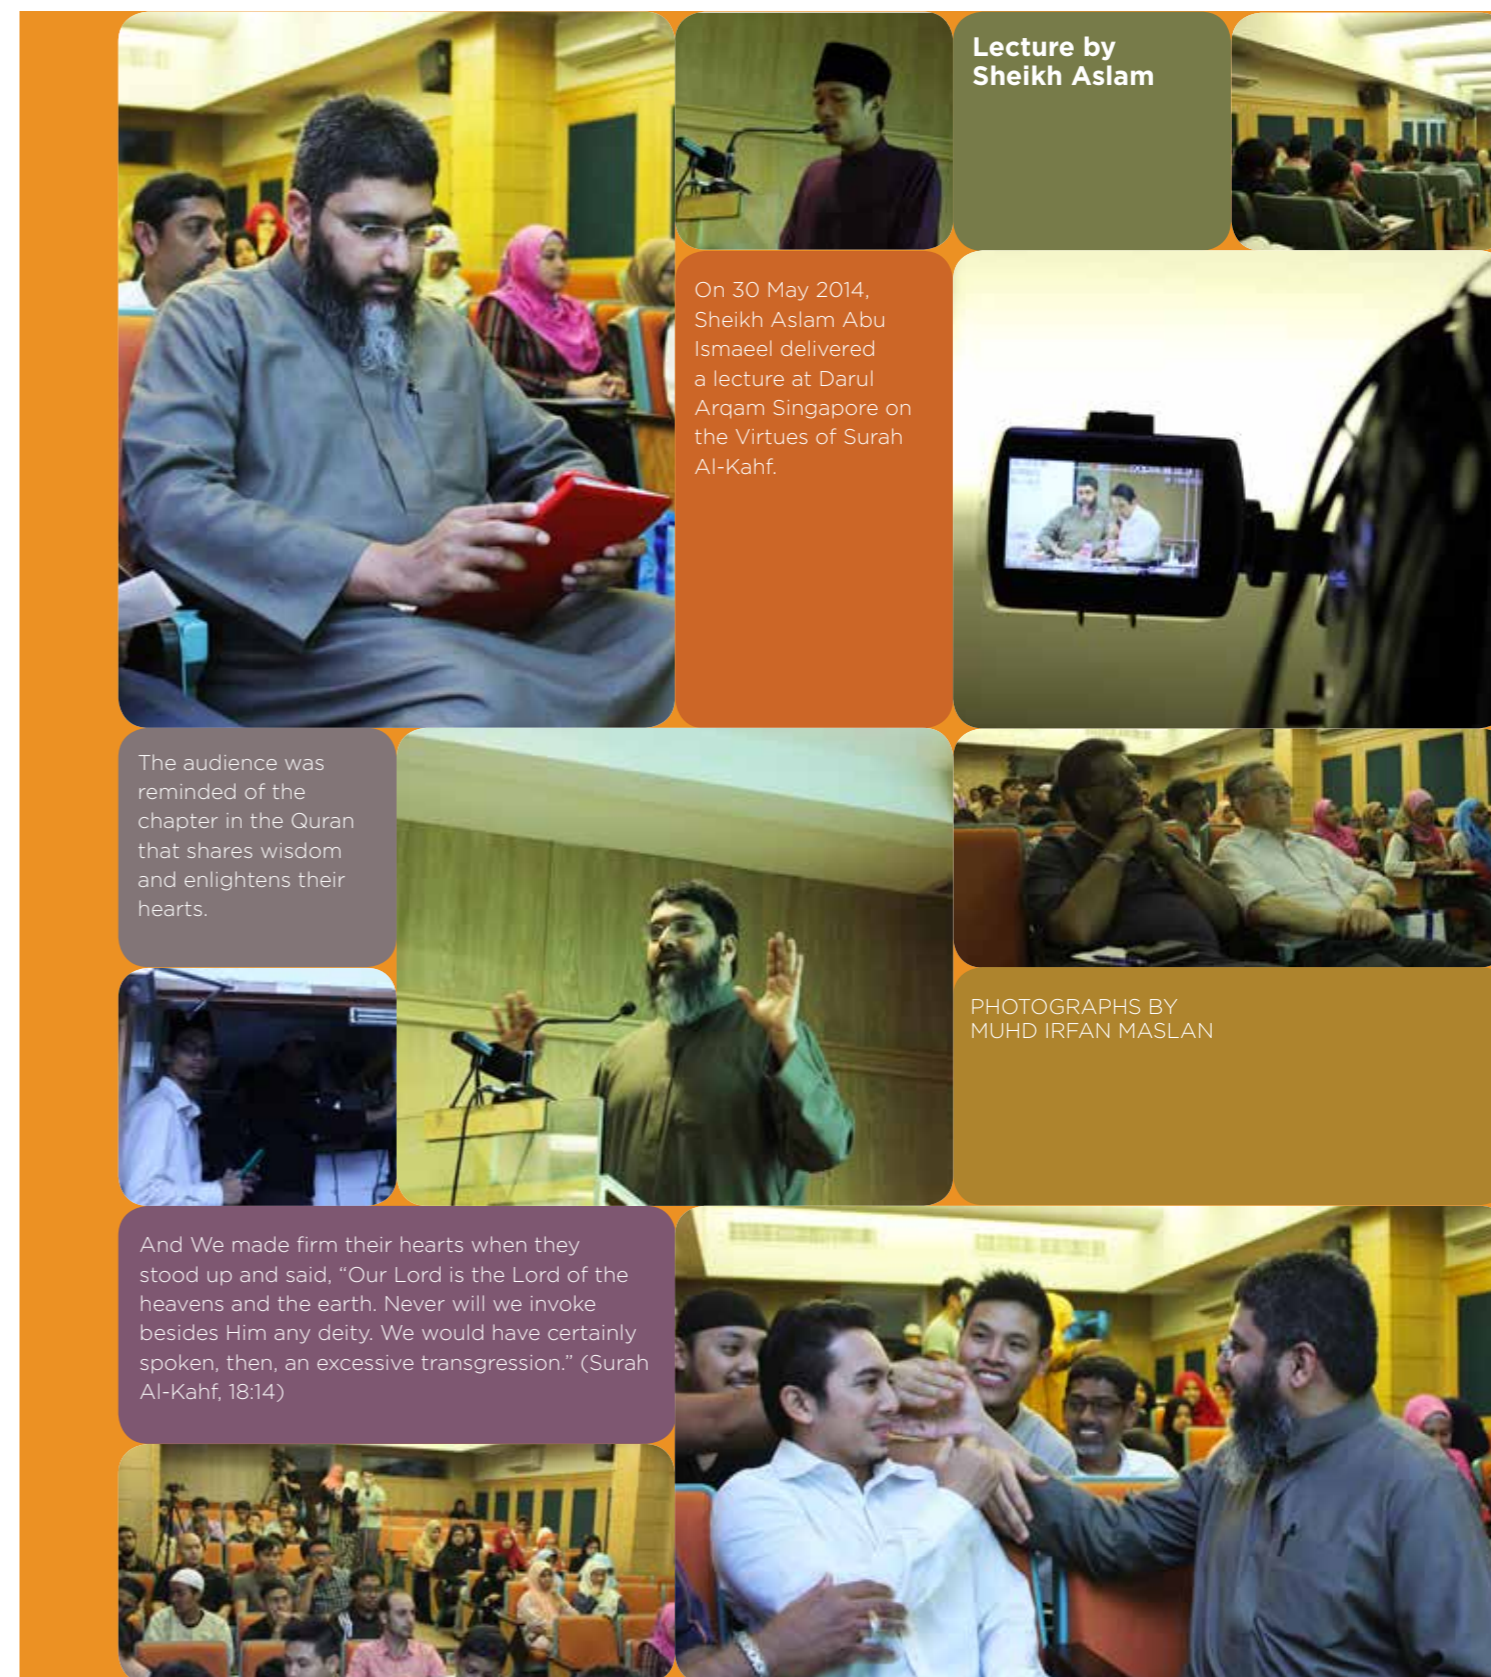 Lecture by
Sheikh Aslam
On 30 May 2014,
Sheikh Aslam Abu
Ismaeel delivered
a lecture at Darul
Arqam Singapore on
the Virtues of Surah
Al-Kahf.
The audience was
reminded of the
chapter in the Quran
that shares wisdom
and enlightens their
hearts.
PHOTOGRAPHS BY
MUHD IRFAN MASLAN
And We made firm their hearts when they
stood up and said, “Our Lord is the Lord of the
heavens and the earth. Never will we invoke
besides Him any deity. We would have certainly
spoken, then, an excessive transgression.” (Surah
Al-Kahf, 18:14)